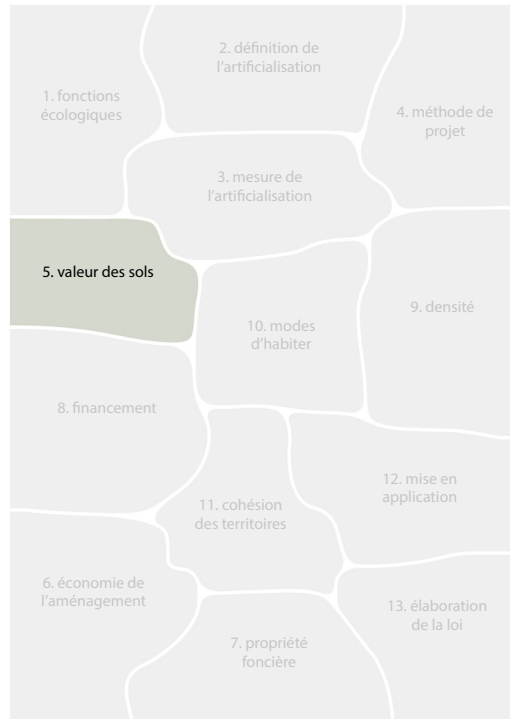 1. fonctions
écologiques
2. définition de
l'artificialisation
3. mesure de
l'artificialisation
4. méthode de
projet
5. valeur des sols
10. modes
d'habiter
9. densité
8. financement
11. cohésion
des territoires
12. mise en
application
6. économie de
l'aménagement
7. propriété
foncière
13. élaboration
de la loi